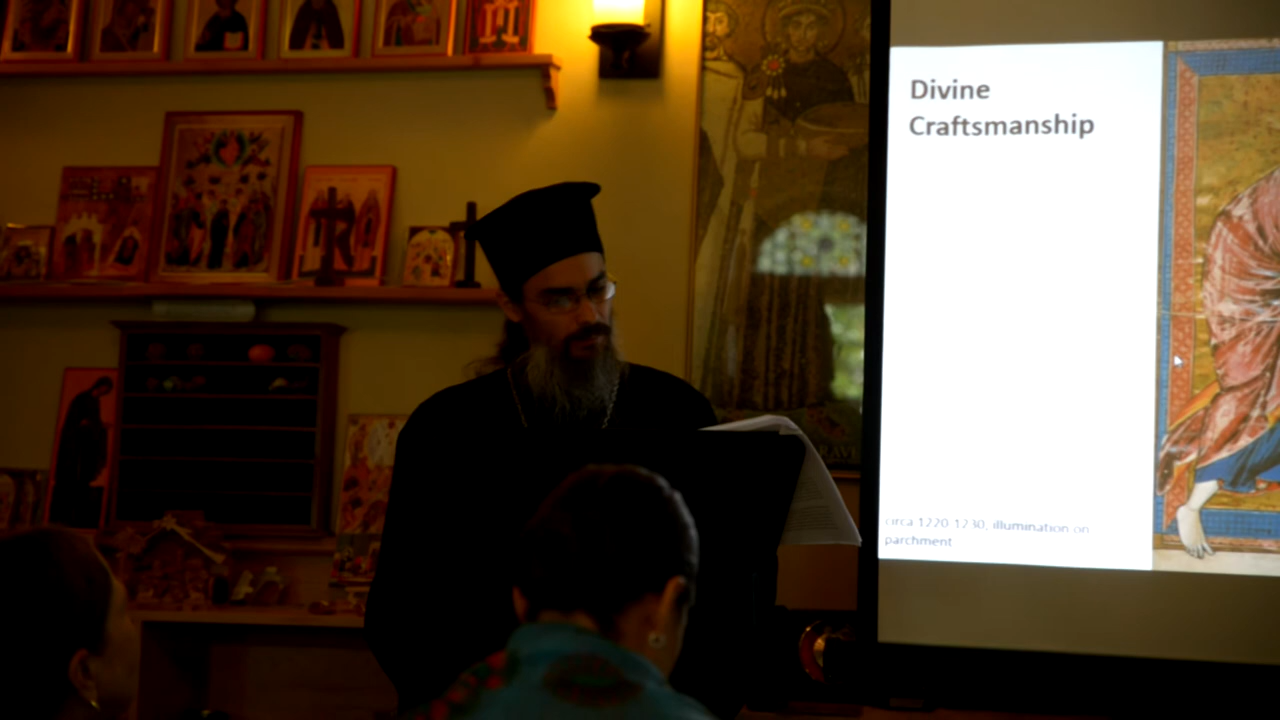 Divine
Craftsmanship
circa 1220-1230, illumination on
parchment